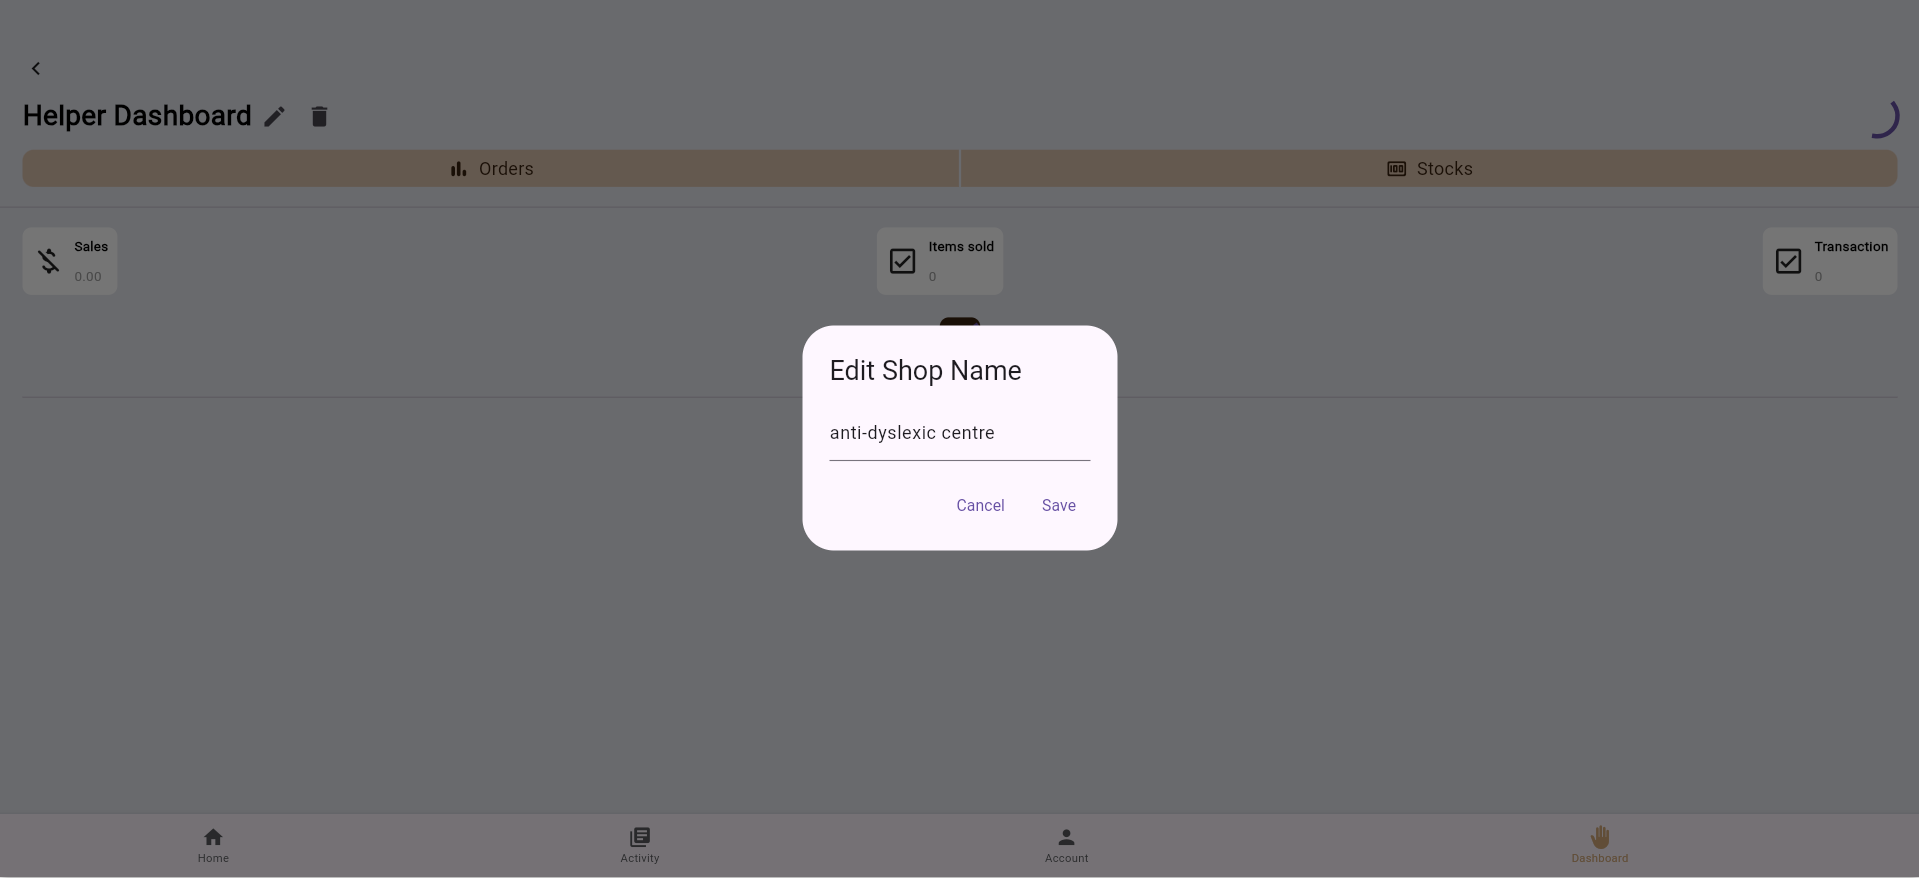 Helper Dashboard
Orders
Stocks
Sales
0.00
Items sold
0
Transaction
0
Edit Shop Name
anti-dyslexic centre
Cancel
Save
Home
Activity
Account
Dashboard